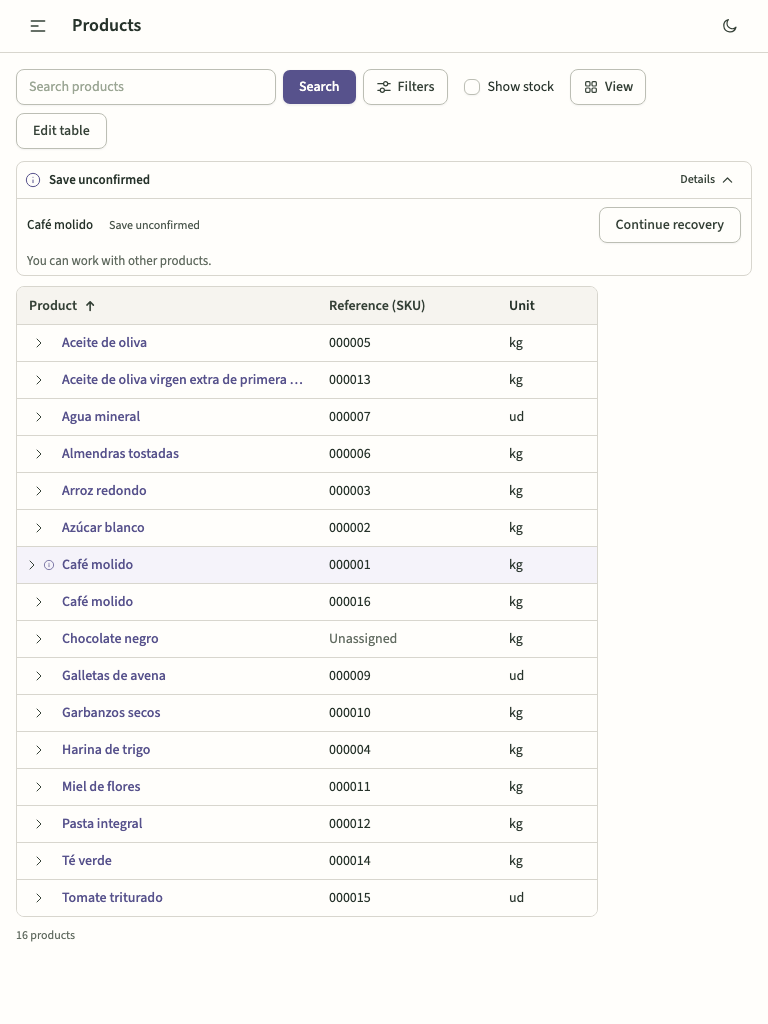 Products
Search products
Search
Filters
Show stock
View
Edit table
Save unconfirmed
Details
Café molido Save unconfirmed
Continue recovery
You can work with other products.
Product Reference (SKU) Unit
Aceite de oliva 000005 kg
Aceite de oliva virgen extra de primera … 000013 kg
Agua mineral 000007 ud
Almendras tostadas 000006 kg
Arroz redondo 000003 kg
Azúcar blanco 000002 kg
Café molido 000001 kg
Café molido 000016 kg
Chocolate negro Unassigned kg
Galletas de avena 000009 ud
Garbanzos secos 000010 kg
Harina de trigo 000004 kg
Miel de flores 000011 kg
Pasta integral 000012 kg
Té verde 000014 kg
Tomate triturado 000015 ud
16 products